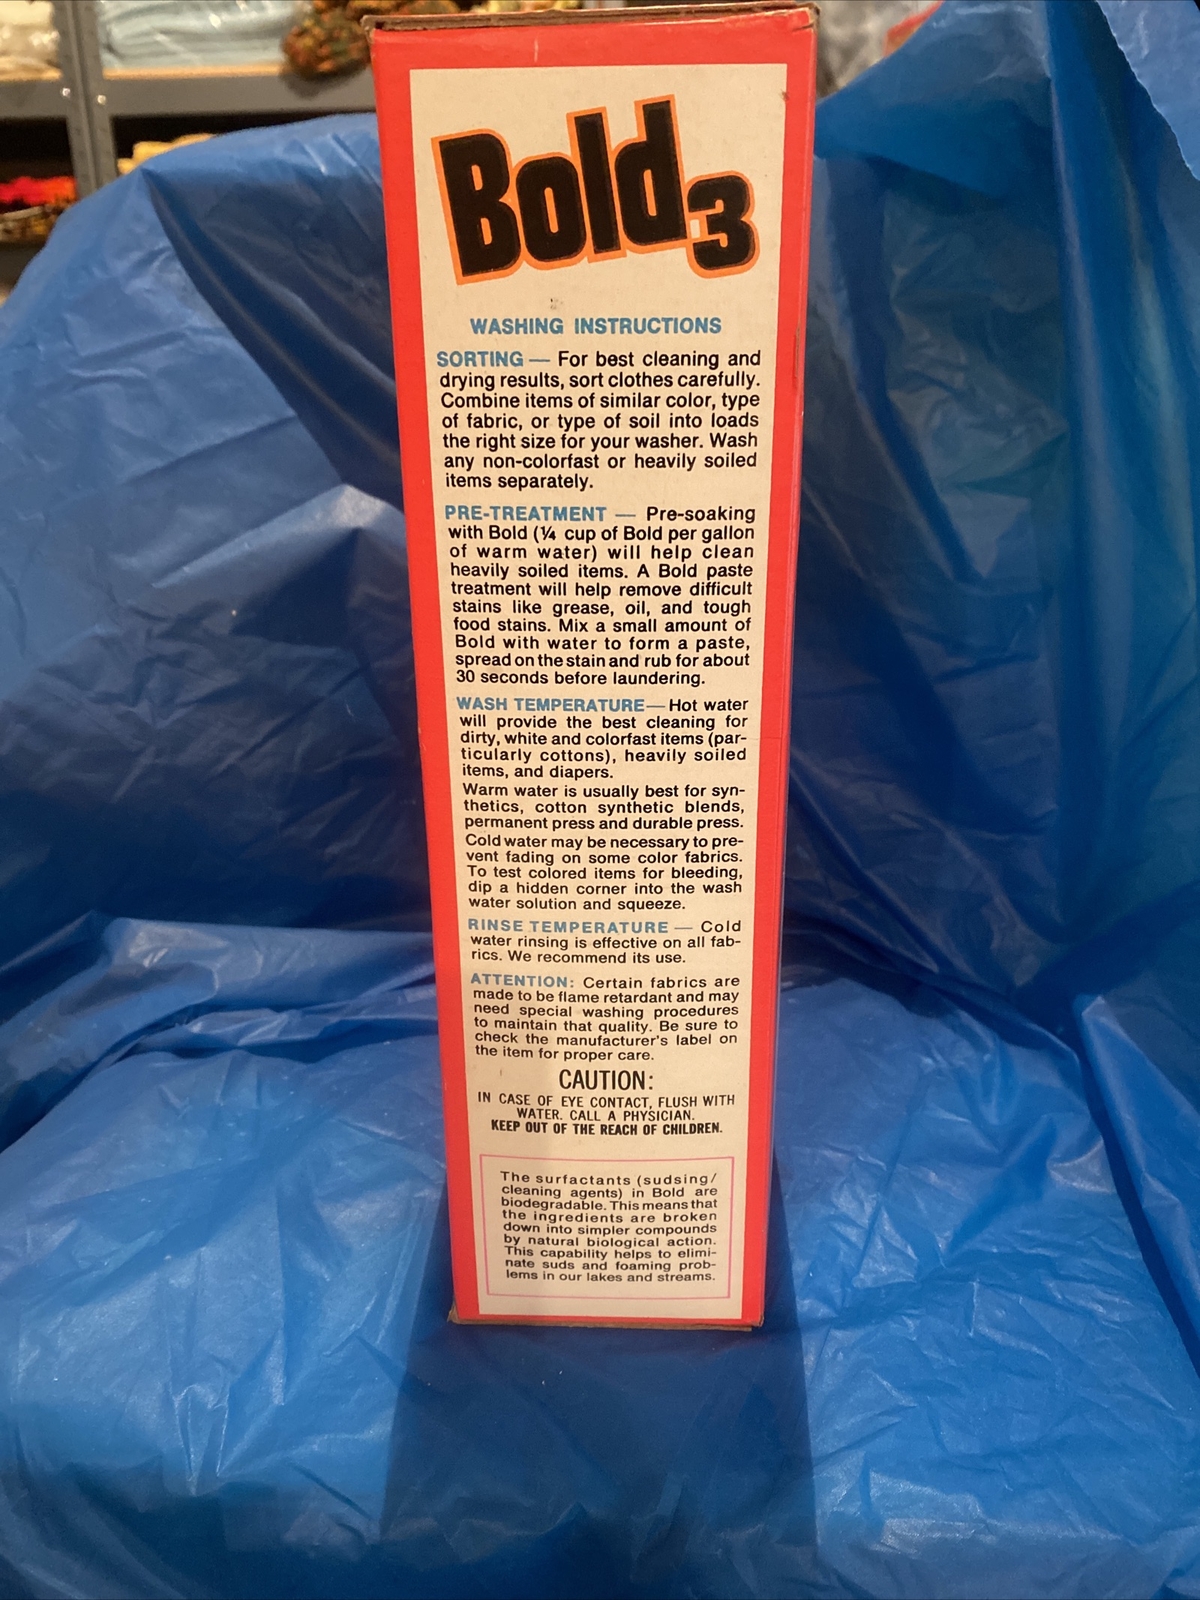 Bold 3
WASHING INSTRUCTIONS
SORTING — For best cleaning and
drying results, sort clothes carefully.
Combine items of similar color, type
of fabric, or type of soil into loads
the right size for your washer. Wash
any non-colorfast or heavily soiled
items separately.
PRE-TREATMENT — Pre-soaking
with Bold (¼ cup of Bold per gallon
of warm water) will help clean
heavily soiled items. A Bold paste
treatment will help remove difficult
stains like grease, oil, and tough
food stains. Mix a small amount of
Bold with water to form a paste,
spread on the stain and rub for about
30 seconds before laundering.
WASH TEMPERATURE — Hot water
will provide the best cleaning for
dirty, white and colorfast items (par-
ticularly cottons), heavily soiled
items, and diapers.
Warm water is usually best for syn-
thetics, cotton synthetic blends,
permanent press and durable press.
Cold water may be necessary to pre-
vent fading on some color fabrics.
To test colored items for bleeding,
dip a hidden corner into the wash
water solution and squeeze.
RINSE TEMPERATURE — Cold
water rinsing is effective on all fab-
rics. We recommend its use.
ATTENTION: Certain fabrics are
made to be flame retardant and may
need special washing procedures
to maintain that quality. Be sure to
check the manufacturer's label on
the item for proper care.
CAUTION:
IN CASE OF EYE CONTACT, FLUSH WITH
WATER. CALL A PHYSICIAN.
KEEP OUT OF THE REACH OF CHILDREN.
The surfactants (sudsing/
cleaning agents) in Bold are
biodegradable. This means that
the ingredients are broken
down into simpler compounds
by natural biological action.
This capability helps to elimi-
nate suds and foaming prob-
lems in our lakes and streams.